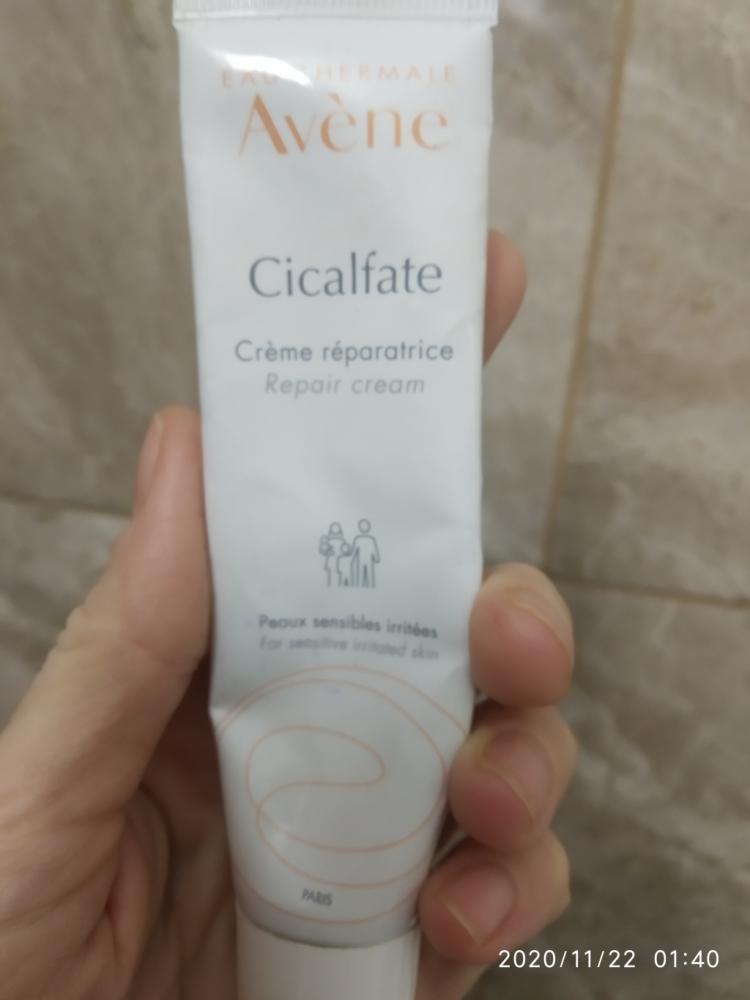 EAU THERMALE
Avène
Cicalfate
Crème réparatrice
Repair cream
Peaux sensibles irritées
For sensitive irritated skin
PARIS
2020/11/22 01:40